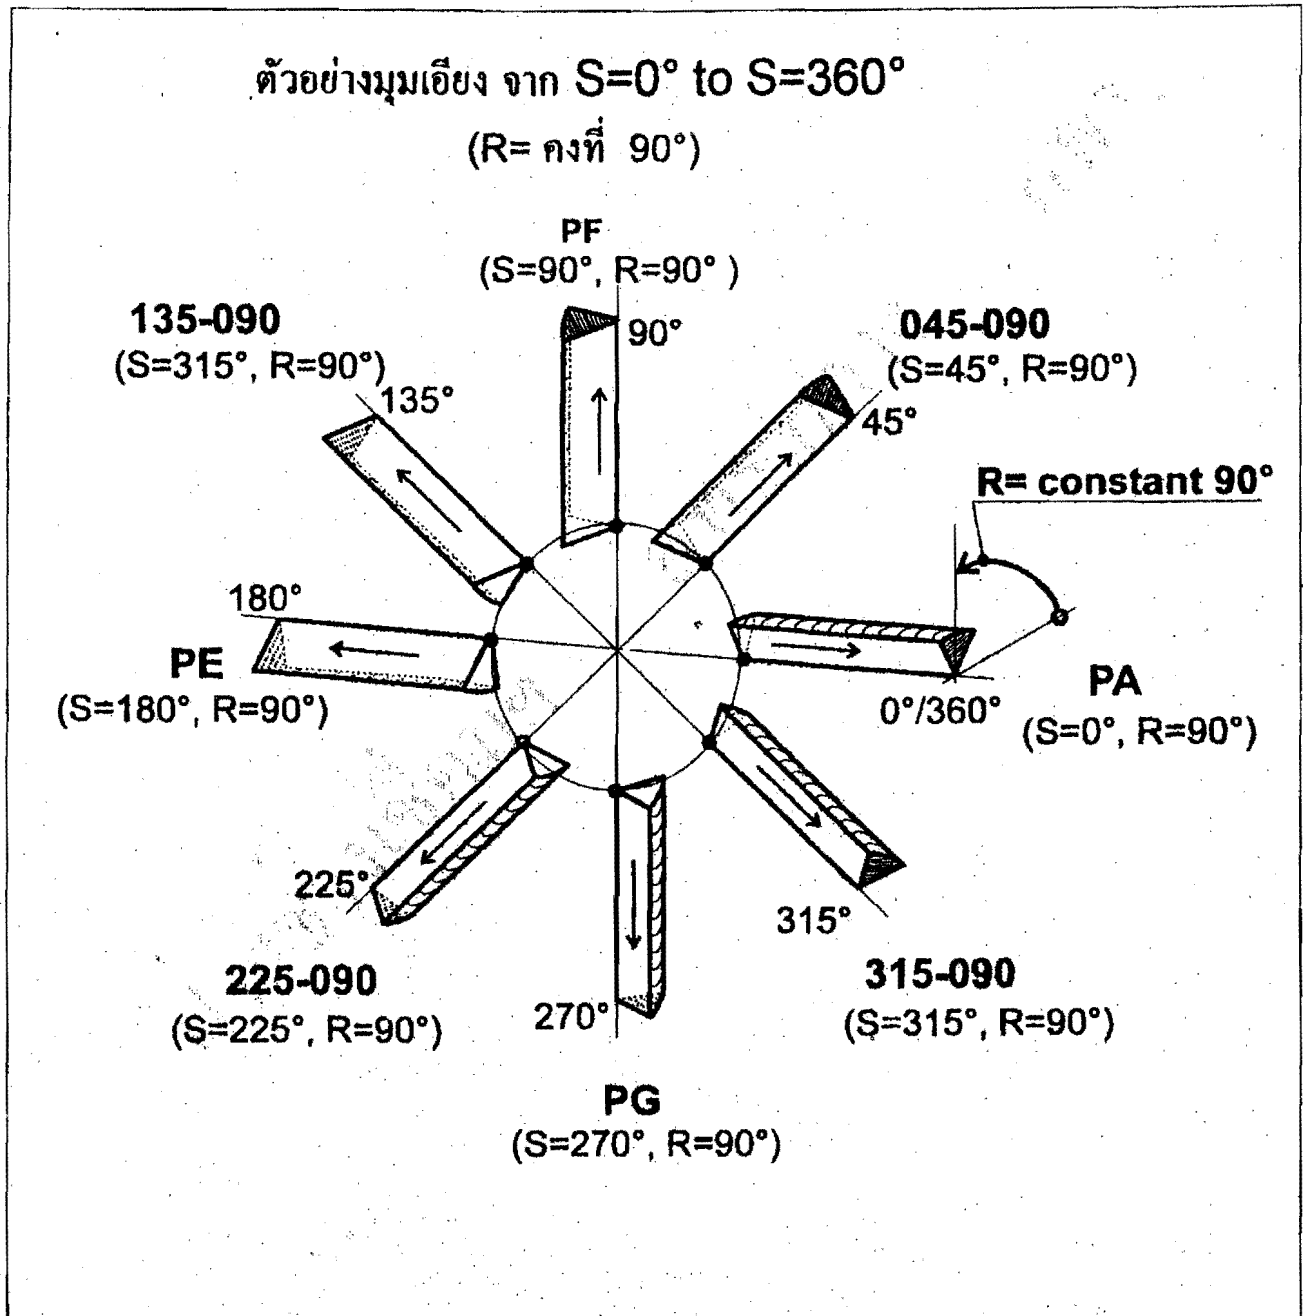 ตัวอย่างมุมเอียง จาก S=0° to S=360°
(R= คงที่ 90°)
PF
(S=90°, R=90° )
90°
135-090
(S=315°, R=90°)
135°
045-090
(S=45°, R=90°)
45°
R= constant 90°
180°
PE
(S=180°, R=90°)
0°/360°
PA
(S=0°, R=90°)
225°
225-090
(S=225°, R=90°)
270°
PG
(S=270°, R=90°)
315°
315-090
(S=315°, R=90°)